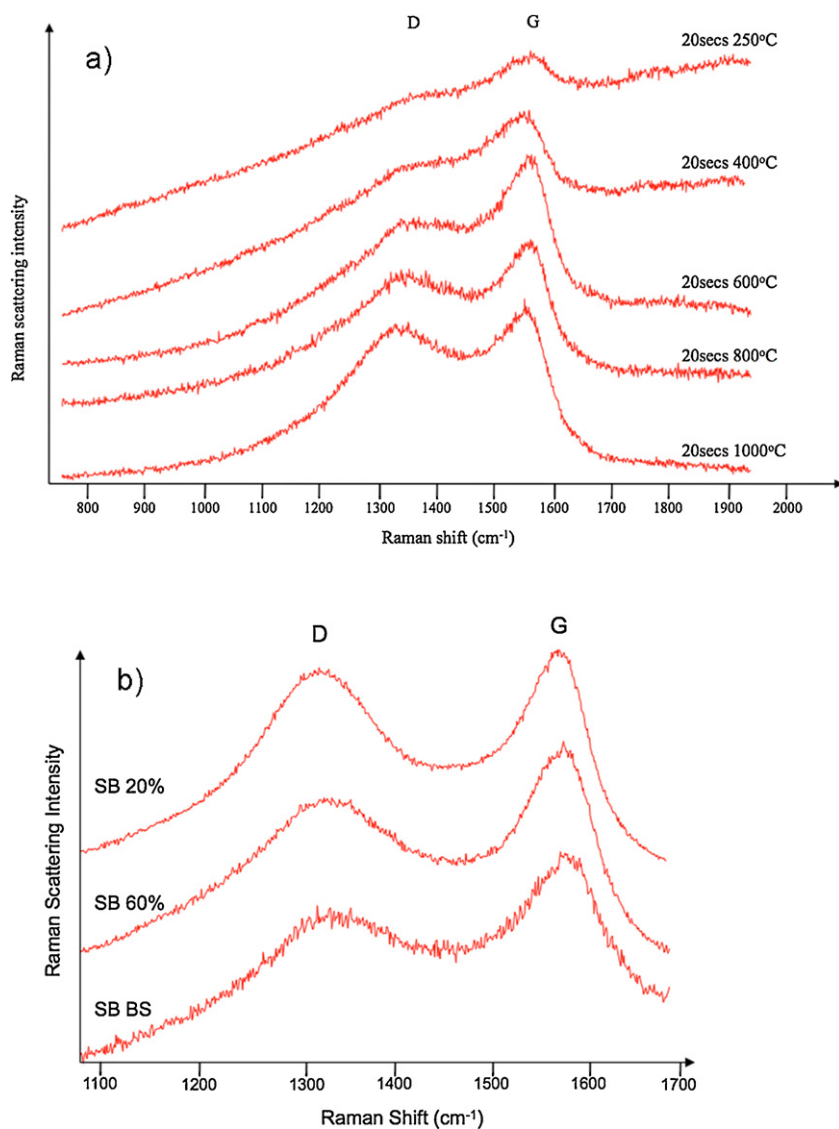 D G
a)
20secs 250°C
20secs 400°C
20secs 600°C
20secs 800°C
20secs 1000°C
Raman scattoring intonsity
800 900 1000 1100 1200 1300 1400 1500 1600 1700 1800 1900 2000
Raman shift (cm⁻¹)
D G
b)
SB 20%
SB 60%
SB BS
Raman Scattering Intensity
1100 1200 1300 1400 1500 1600 1700
Raman Shift (cm⁻¹)